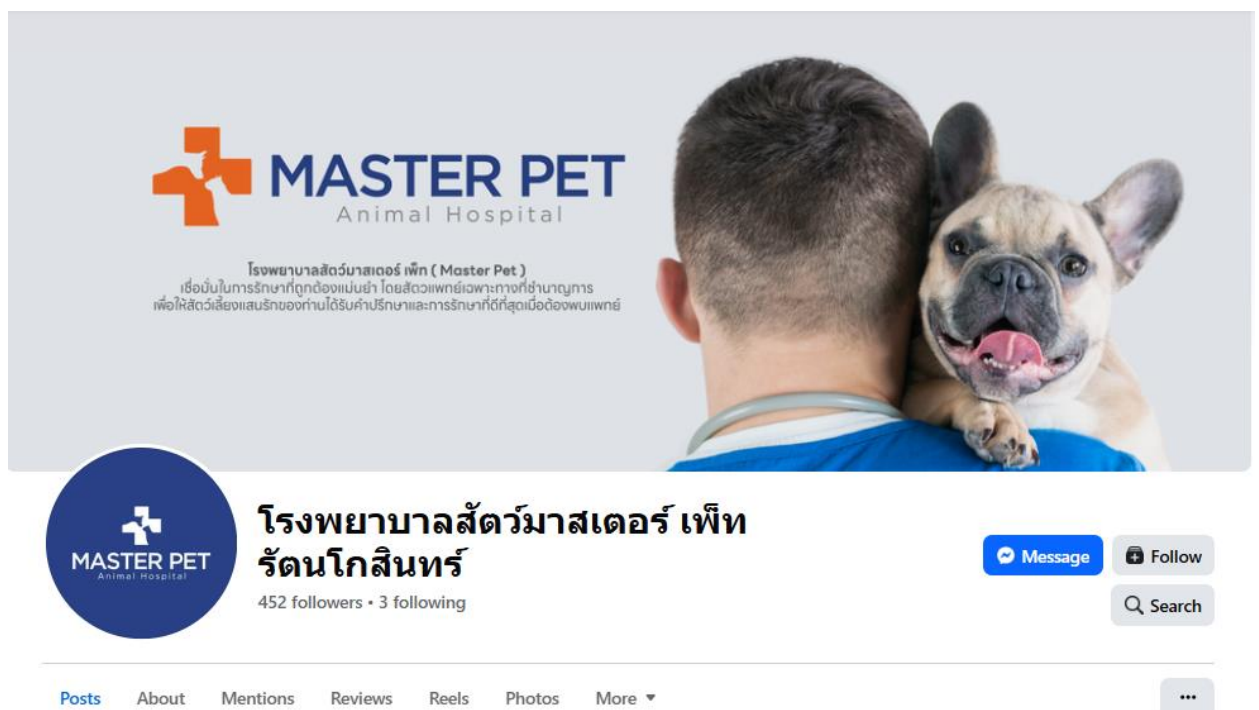 MASTER PET
Animal Hospital
โรงพยาบาลสัตว์มาสเตอร์ เพ็ท ( Master Pet )
เชื่อมั่นในการรักษาที่ถูกต้องแม่นยำ โดยสัตวแพทย์เฉพาะทางที่ชำนาญการ
เพื่อให้สัตว์เลี้ยงแสนรักของท่านได้รับคำปรึกษาและการรักษาที่ดีที่สุดเมื่อต้องพบแพทย์
MASTER PET
Animal Hospital
โรงพยาบาลสัตว์มาสเตอร์ เพ็ท
รัตนโกสินทร์
452 followers • 3 following
Message
Follow
Search
Posts About Mentions Reviews Reels Photos More